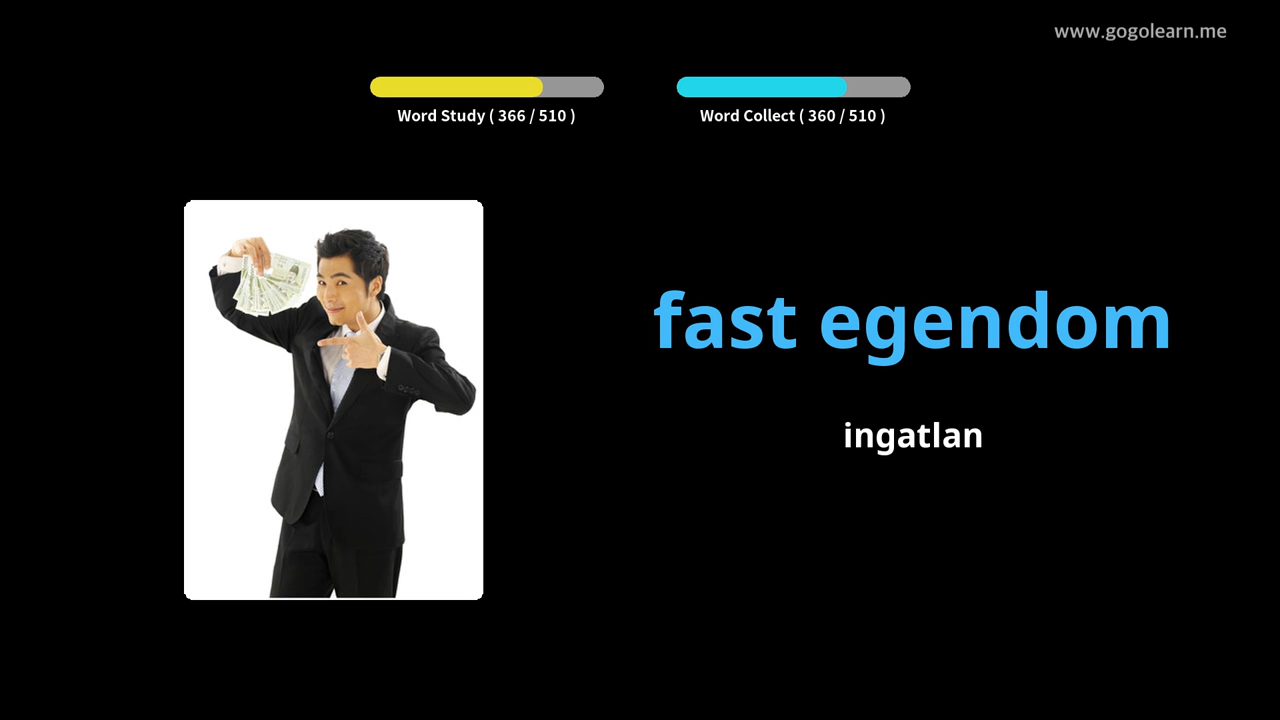 www.gogolearn.me
Word Study ( 366 / 510 )
Word Collect ( 360 / 510 )
fast egendom
ingatlan